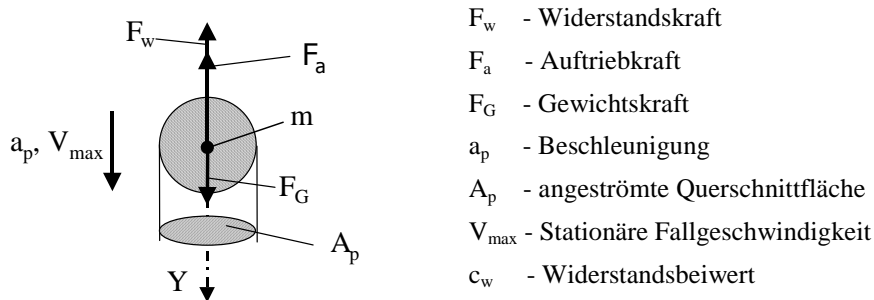 F_w
F_a
m
a_p, V_max
F_G
A_p
Y
F_w - Widerstandskraft
F_a - Auftriebkraft
F_G - Gewichtskraft
a_p - Beschleunigung
A_p - angeströmte Querschnittfläche
V_max - Stationäre Fallgeschwindigkeit
c_w - Widerstandsbeiwert